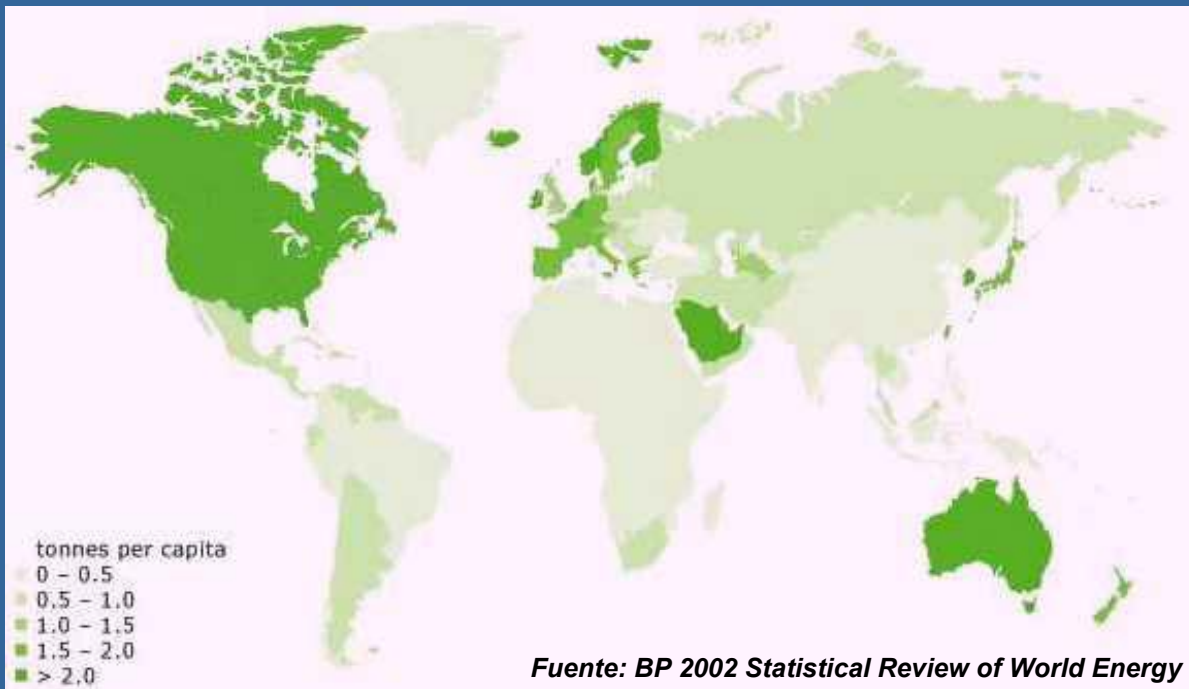 tonnes per capita
0 – 0.5
0.5 – 1.0
1.0 – 1.5
1.5 – 2.0
> 2.0
Fuente: BP 2002 Statistical Review of World Energy